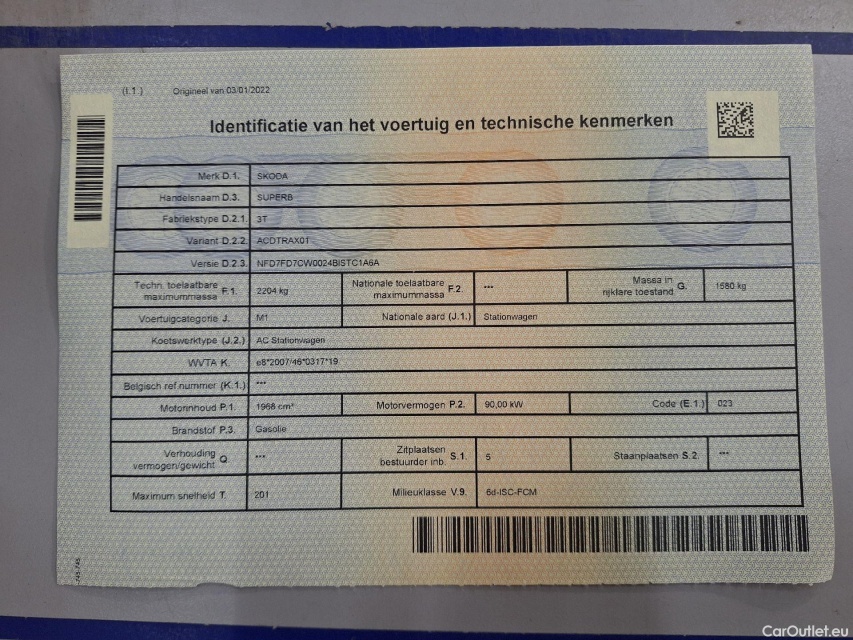 (I.1.) Origineel van 03/01/2022
Identificatie van het voertuig en technische kenmerken
Merk D.1. SKODA
Handelsnaam D.3. SUPERB
Fabriekstype D.2.1. 3T
Variant D.2.2. ACDTRAX01
Versie D.2.3. NFD7FD7CW0024BISTC1A6A
Techn. toelaatbare maximummassa F.1. 2204 kg Nationale toelaatbare maximummassa F.2. *** Massa in rijklare toestand G. 1580 kg
Voertuigcategorie J. M1 Nationale aard (J.1.) Stationwagen
Koetswerktype (J.2.) AC Stationwagen
WVTA K. e8*2007/46*0317*19
Belgisch ref.nummer (K.1.) ***
Motorinhoud P.1. 1968 cm³ Motorvermogen P.2. 90,00 kW Code (E.1.) 023
Brandstof P.3. Gasolie
Verhouding vermogen/gewicht Q *** Zitplaatsen bestuurder inb. S.1. 5 Staanplaatsen S.2. ***
Maximum snelheid T. 201 Milieuklasse V.9. 6d-ISC-FCM
CarOutlet.eu